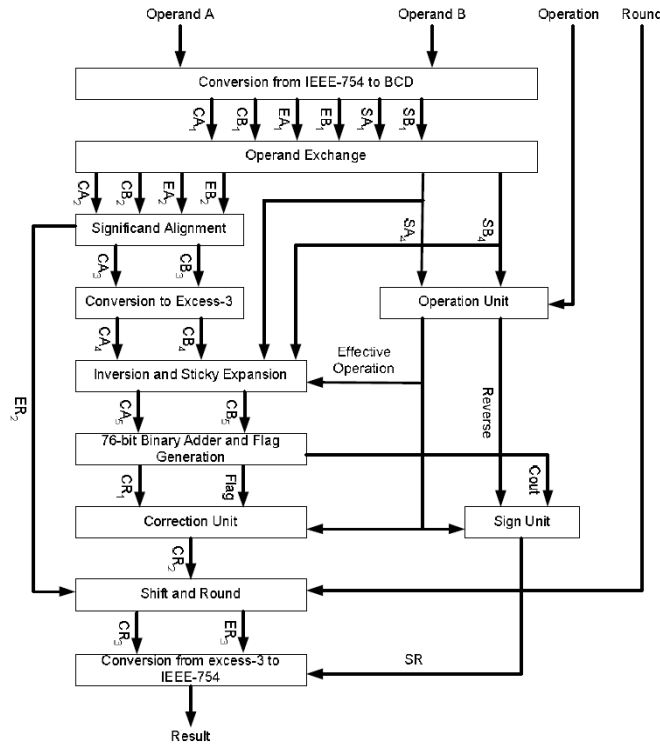 Operand A
Operand B
Operation
Round
Conversion from IEEE-754 to BCD
CA1
CB1
EA1
EB1
SA1
SB1
Operand Exchange
CA2
CB2
EA2
EB2
SA4
SB4
Significand Alignment
CA3
CB3
Conversion to Excess-3
Operation Unit
CA4
CB4
Effective
Operation
Inversion and Sticky Expansion
ER2
Reverse
CA5
CB5
76-bit Binary Adder and Flag
Generation
CR1
Flag
Cout
Correction Unit
Sign Unit
CR2
Shift and Round
CR3
ER3
SR
Conversion from excess-3 to
IEEE-754
Result